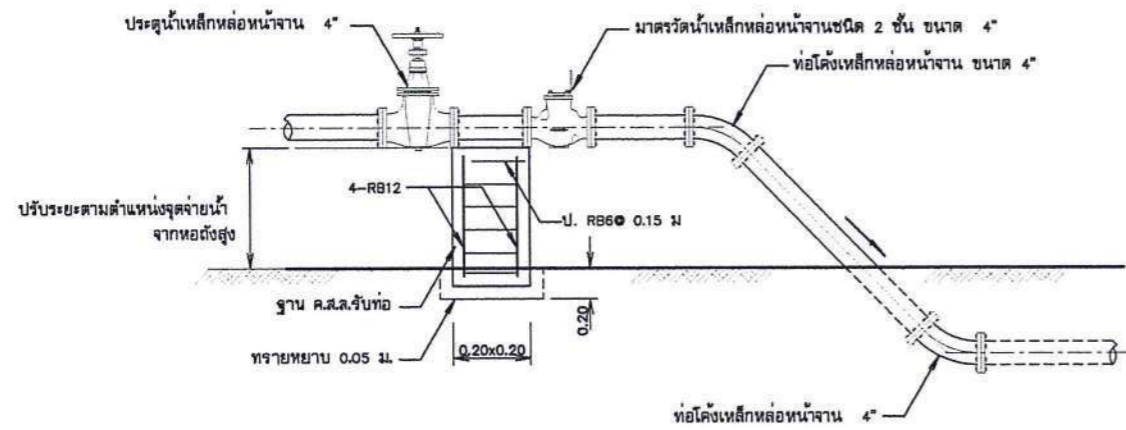 ประตูน้ำเหล็กหล่อหน้าจาน 4"
มาตรวัดน้ำเหล็กหล่อหน้าจานชนิด 2 ชั้น ขนาด 4"
ท่อโค้งเหล็กหล่อหน้าจาน ขนาด 4"
4-RB12
ปรับระยะตามตำแหน่งจุดจ่ายน้ำ
จากหอถังสูง
ป. RB6@ 0.15 ม
ฐาน ค.ส.ล.รับท่อ
0.20
ทรายหยาบ 0.05 ม.
0.20x0.20
ท่อโค้งเหล็กหล่อหน้าจาน 4"